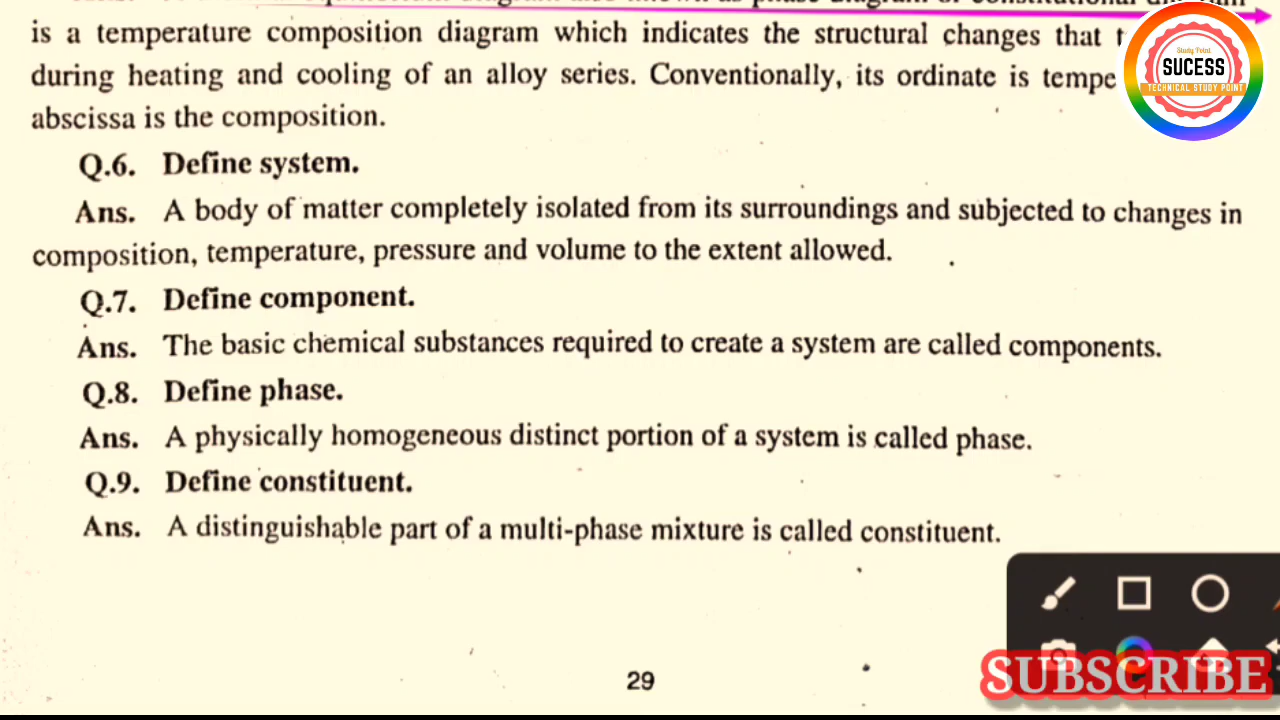 is a temperature composition diagram which indicates the structural changes that
during heating and cooling of an alloy series. Conventionally, its ordinate is
abscissa is the composition.
Q.6. Define system.
Ans. A body of matter completely isolated from its surroundings and subjected to changes in
composition, temperature, pressure and volume to the extent allowed.
Q.7. Define component.
Ans. The basic chemical substances required to create a system are called components.
Q.8. Define phase.
Ans. A physically homogeneous distinct portion of a system is called phase.
Q.9. Define constituent.
Ans. A distinguishable part of a multi-phase mixture is called constituent.
29
Study Point
SUCESS
TECHNICAL STUDY POINT
SUBSCRIBE